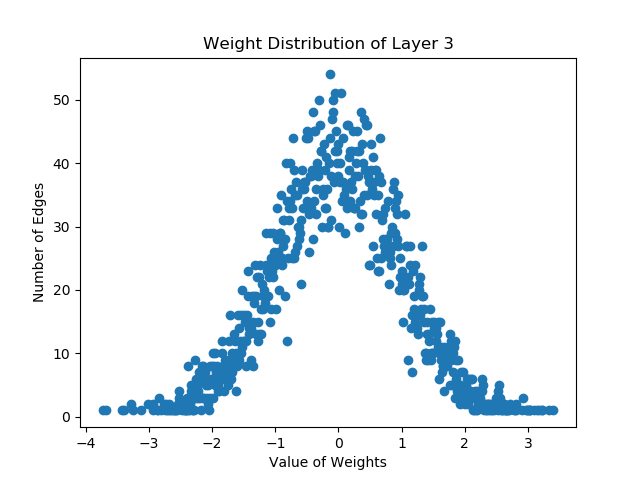 Weight Distribution of Layer 3
50
40
30
20
10
0
Number of Edges
−4 −3 −2 −1 0 1 2 3
Value of Weights